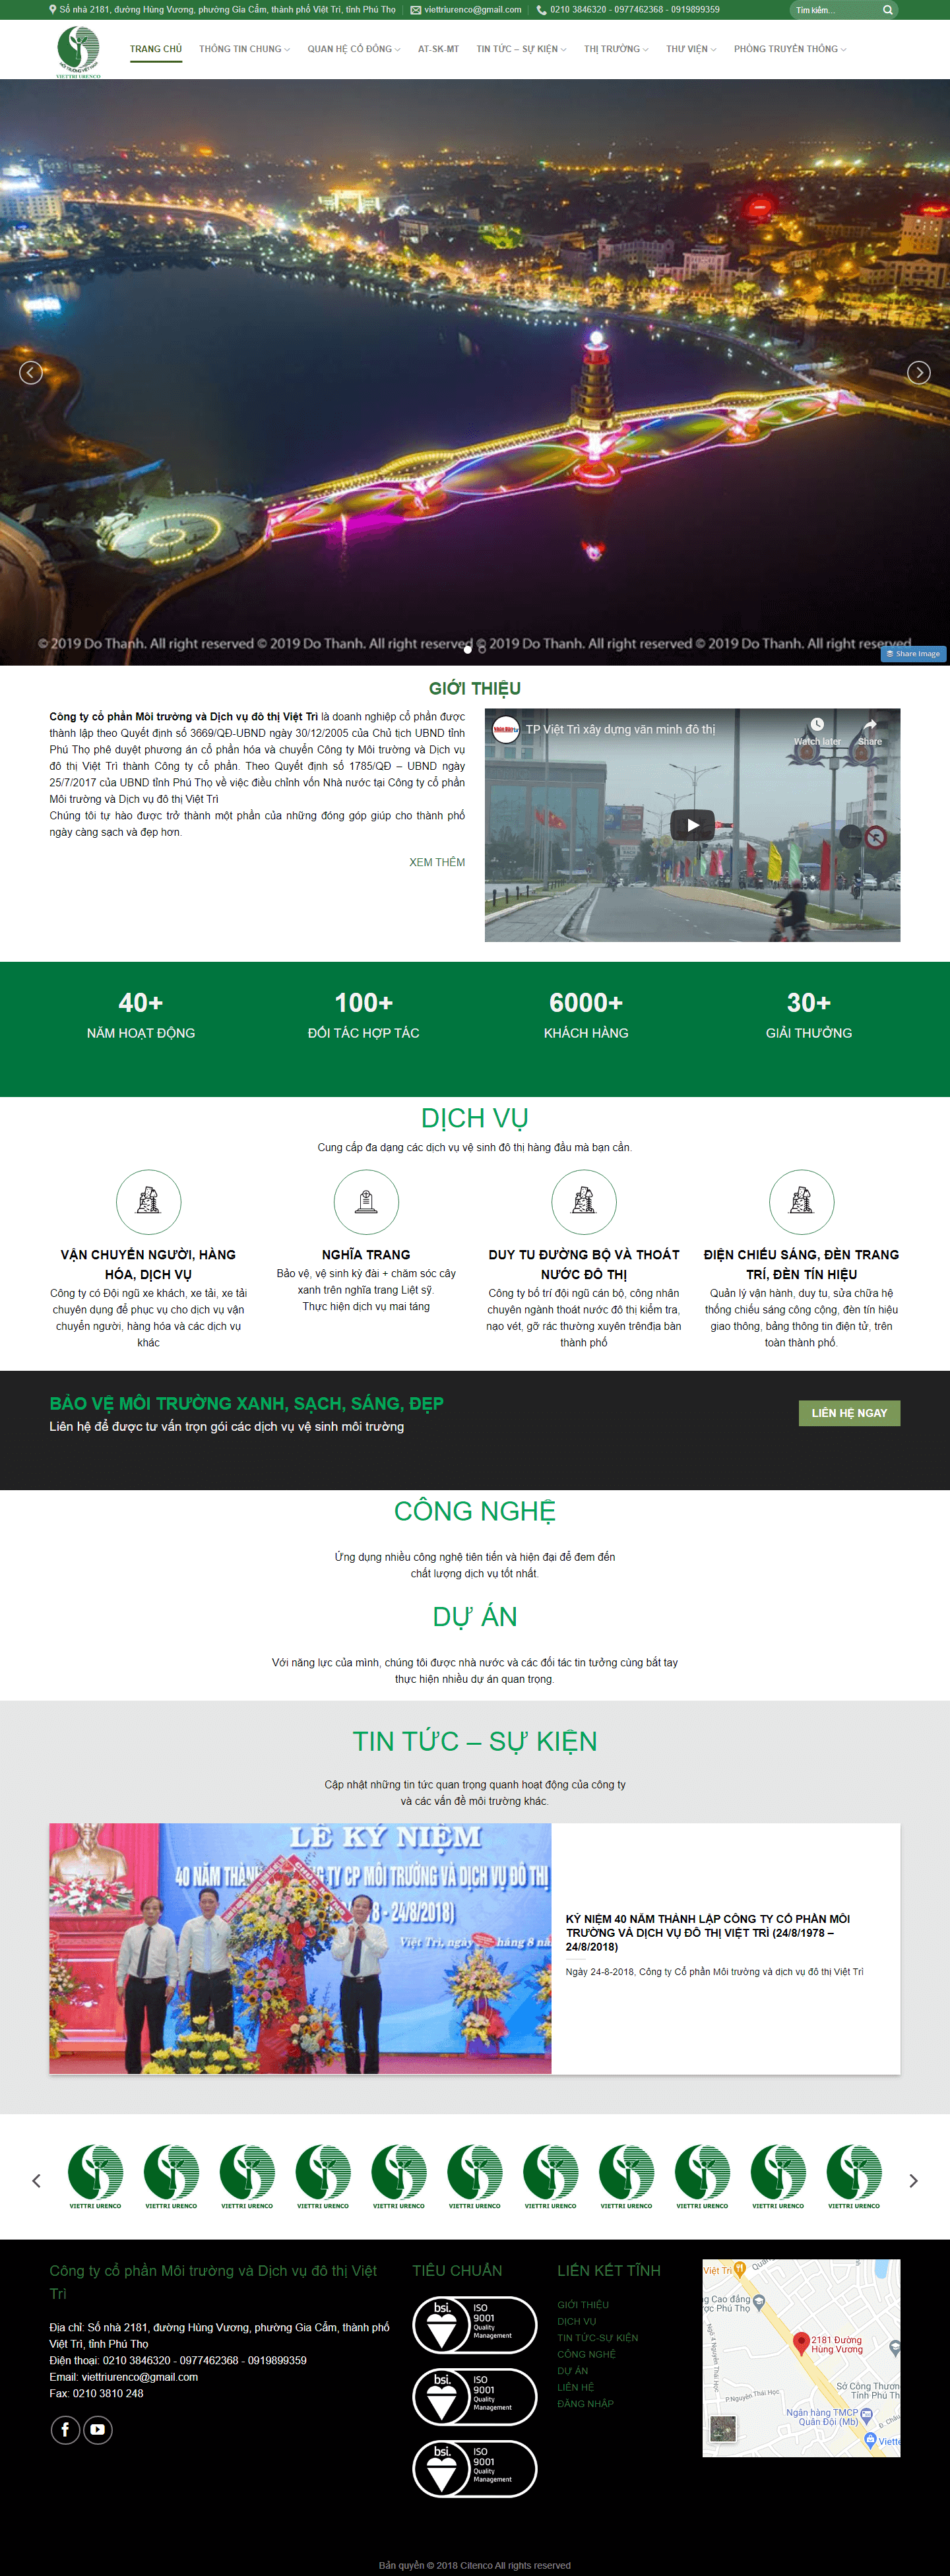 Số nhà 2181, đường Hùng Vương, phường Gia Cẩm, thành phố Việt Trì, tỉnh Phú Thọ
viettriurenco@gmail.com
0210 3846320 - 0977462368 - 0919899359
Tìm kiếm...
VIETTRI URENCO
TRANG CHỦ
THÔNG TIN CHUNG
QUAN HỆ CỔ ĐÔNG
AT-SK-MT
TIN TỨC – SỰ KIỆN
THỊ TRƯỜNG
THƯ VIỆN
PHÒNG TRUYỀN THỐNG
© 2019 Do Thanh. All right reserved © 2019 Do Thanh. All right reserved © 2019 Do Thanh. All right reserved © 2019 Do Thanh. All right reserved
Share Image
GIỚI THIỆU
Công ty cổ phần Môi trường và Dịch vụ đô thị Việt Trì là doanh nghiệp cổ phần được
thành lập theo Quyết định số 3669/QĐ-UBND ngày 30/12/2005 của Chủ tịch UBND tỉnh
Phú Thọ phê duyệt phương án cổ phần hóa và chuyển Công ty Môi trường và Dịch vụ
đô thị Việt Trì thành Công ty cổ phần. Theo Quyết định số 1785/QĐ – UBND ngày
25/7/2017 của UBND tỉnh Phú Thọ về việc điều chỉnh vốn Nhà nước tại Công ty cổ phần
Môi trường và Dịch vụ đô thị Việt Trì
Chúng tôi tự hào được trở thành một phần của những đóng góp giúp cho thành phố
ngày càng sạch và đẹp hơn.
XEM THÊM
TP Việt Trì xây dựng văn minh đô thị
Watch later
Share
40+
NĂM HOẠT ĐỘNG
100+
ĐỐI TÁC HỢP TÁC
6000+
KHÁCH HÀNG
30+
GIẢI THƯỞNG
DỊCH VỤ
Cung cấp đa dạng các dịch vụ vệ sinh đô thị hàng đầu mà bạn cần.
VẬN CHUYỂN NGƯỜI, HÀNG
HÓA, DỊCH VỤ
Công ty có Đội ngũ xe khách, xe tải, xe tải
chuyên dụng để phục vụ cho dịch vụ vận
chuyển người, hàng hóa và các dịch vụ
khác
NGHĨA TRANG
Bảo vệ, vệ sinh kỳ đài + chăm sóc cây
xanh trên nghĩa trang Liệt sỹ.
Thực hiện dịch vụ mai táng
DUY TU ĐƯỜNG BỘ VÀ THOÁT
NƯỚC ĐÔ THỊ
Công ty bố trí đội ngũ cán bộ, công nhân
chuyên ngành thoát nước đô thị kiểm tra,
nạo vét, gỡ rác thường xuyên trênđịa bàn
thành phố
ĐIỆN CHIẾU SÁNG, ĐÈN TRANG
TRÍ, ĐÈN TÍN HIỆU
Quản lý vận hành, duy tu, sửa chữa hệ
thống chiếu sáng công cộng, đèn tín hiệu
giao thông, bảng thông tin điện tử, trên
toàn thành phố.
BẢO VỆ MÔI TRƯỜNG XANH, SẠCH, SÁNG, ĐẸP
Liên hệ để được tư vấn trọn gói các dịch vụ vệ sinh môi trường
LIÊN HỆ NGAY
CÔNG NGHỆ
Ứng dụng nhiều công nghệ tiên tiến và hiện đại để đem đến
chất lượng dịch vụ tốt nhất.
DỰ ÁN
Với năng lực của mình, chúng tôi được nhà nước và các đối tác tin tưởng cùng bắt tay
thực hiện nhiều dự án quan trọng.
TIN TỨC – SỰ KIỆN
Cập nhật những tin tức quan trọng quanh hoạt động của công ty
và các vấn đề môi trường khác.
LỄ KỶ NIỆM
40 NĂM THÀNH TY CP MÔI TRƯỜNG VÀ DỊCH VỤ ĐÔ THỊ
- 24/8/2018)
Việt Trì, ngày tháng 8 năm
KỶ NIỆM 40 NĂM THÀNH LẬP CÔNG TY CỔ PHẦN MÔI
TRƯỜNG VÀ DỊCH VỤ ĐÔ THỊ VIỆT TRÌ (24/8/1978 –
24/8/2018)
Ngày 24-8-2018, Công ty Cổ phần Môi trường và dịch vụ đô thị Việt Trì
VIETTRI URENCO VIETTRI URENCO VIETTRI URENCO VIETTRI URENCO VIETTRI URENCO VIETTRI URENCO VIETTRI URENCO VIETTRI URENCO VIETTRI URENCO VIETTRI URENCO VIETTRI URENCO
Công ty cổ phần Môi trường và Dịch vụ đô thị Việt
Trì
Địa chỉ: Số nhà 2181, đường Hùng Vương, phường Gia Cẩm, thành phố
Việt Trì, tỉnh Phú Thọ
Điện thoại: 0210 3846320 - 0977462368 - 0919899359
Email: viettriurenco@gmail.com
Fax: 0210 3810 248
TIÊU CHUẨN
bsi.
ISO
9001
Quality
Management
bsi.
ISO
9001
Quality
Management
bsi.
ISO
9001
Quality
Management
LIÊN KẾT TĨNH
GIỚI THIỆU
DỊCH VỤ
TIN TỨC-SỰ KIỆN
CÔNG NGHỆ
DỰ ÁN
LIÊN HỆ
ĐĂNG NHẬP
Việt Trì
g Cao đẳng
ợc Phú Thọ
2181 Đường
Hùng Vương
Sở Công Thươn
Tỉnh Phú Th
P.Nguyễn Thái Học
Ngân hàng TMCP
Quân Đội (Mb)
Viette
Bản quyền © 2018 Citenco All rights reserved